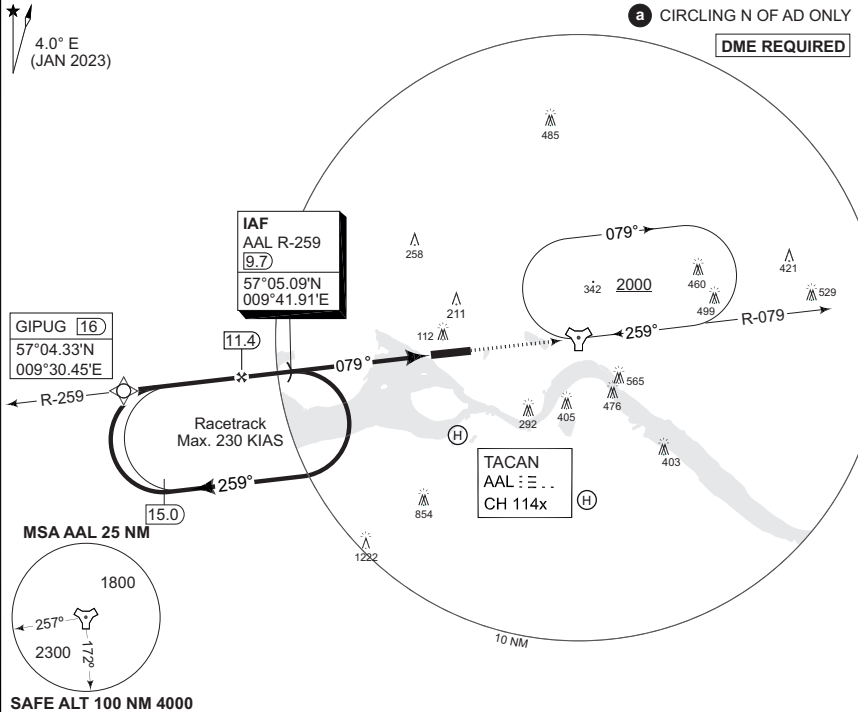 4.0° E
(JAN 2023)
a CIRCLING N OF AD ONLY
DME REQUIRED
485
IAF
AAL R-259
9.7
57°05.09'N
009°41.91'E
258
211
112
079°
342
2000
460
499
421
529
259°
R-079
GIPUG 16
57°04.33'N
009°30.45'E
11.4
079°
R-259
Racetrack
Max. 230 KIAS
259°
15.0
565
476
292
405
403
H
TACAN
AAL
CH 114x
H
854
1222
MSA AAL 25 NM
1800
257°
2300
172°
10 NM
SAFE ALT 100 NM 4000